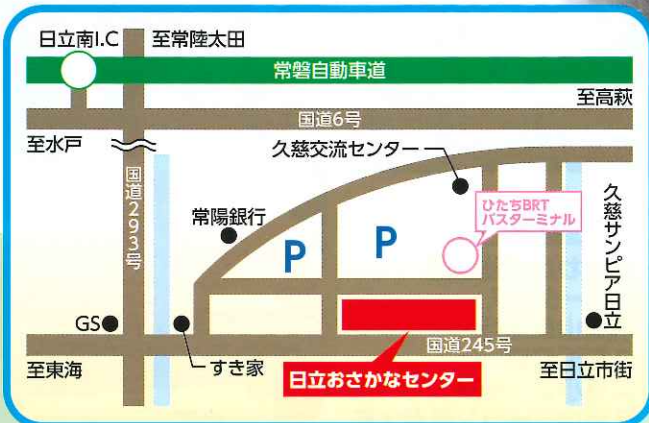 日立南I.C
至常陸太田
常磐自動車道
至高萩
国道6号
至水戸
久慈交流センター
国道293号
常陽銀行
ひたちBRT
バスターミナル
久慈サンピア日立
P
P
GS
国道245号
至東海
すき家
日立おさかなセンター
至日立市街